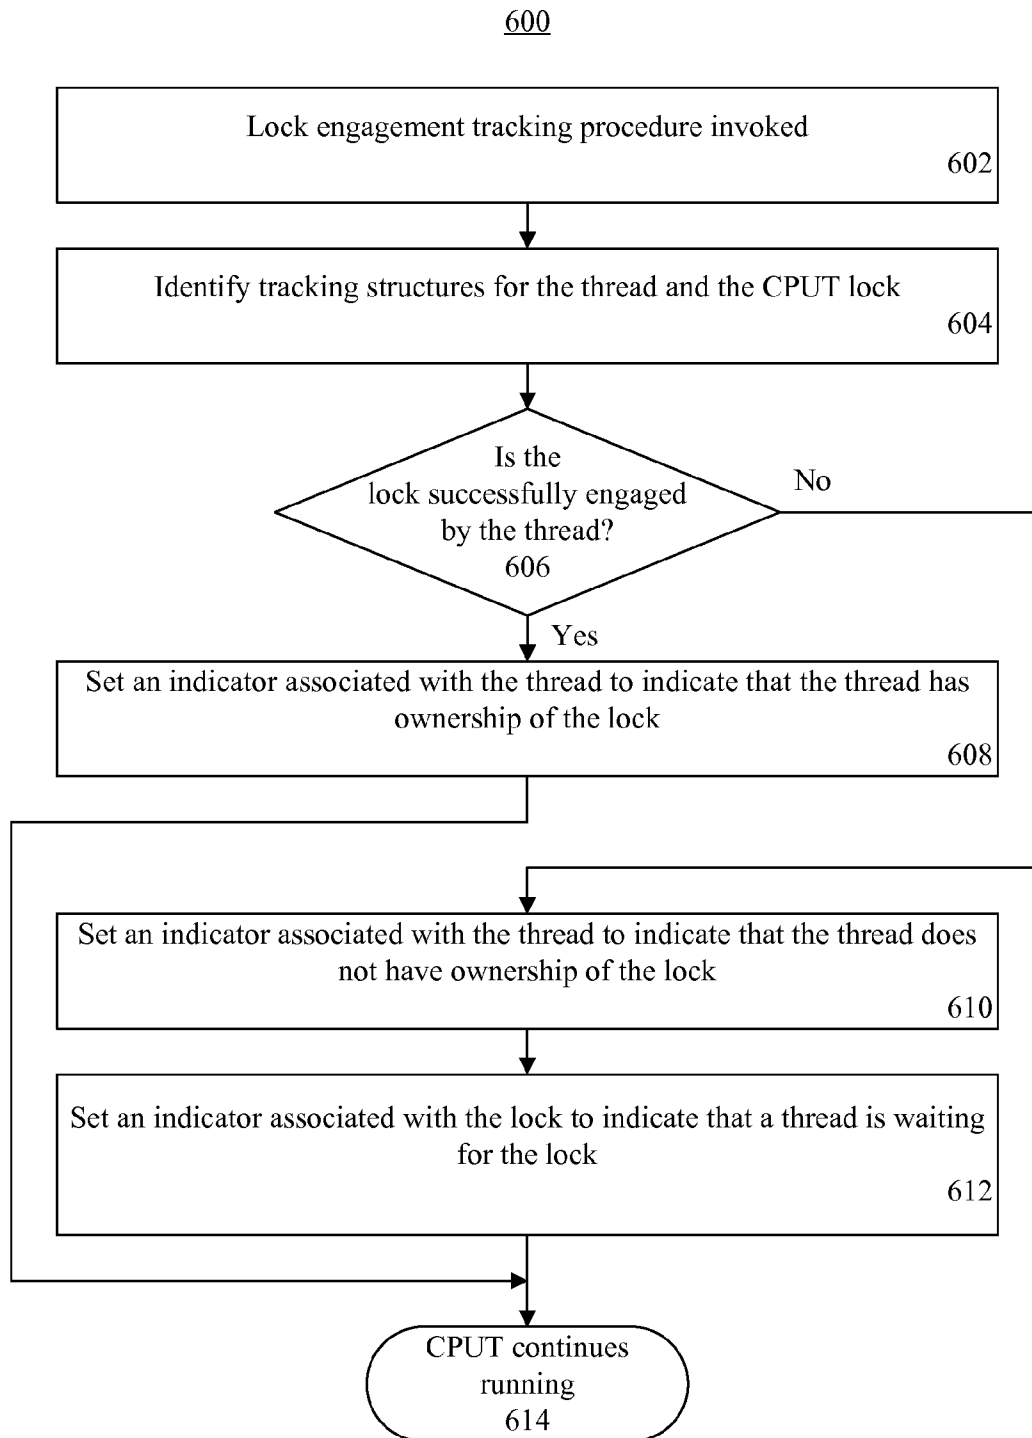 600
Lock engagement tracking procedure invoked
602
Identify tracking structures for the thread and the CPUT lock
604
Is the
lock successfully engaged
by the thread?
606
No
Yes
Set an indicator associated with the thread to indicate that the thread has
ownership of the lock
608
Set an indicator associated with the thread to indicate that the thread does
not have ownership of the lock
610
Set an indicator associated with the lock to indicate that a thread is waiting
for the lock
612
CPUT continues
running
614